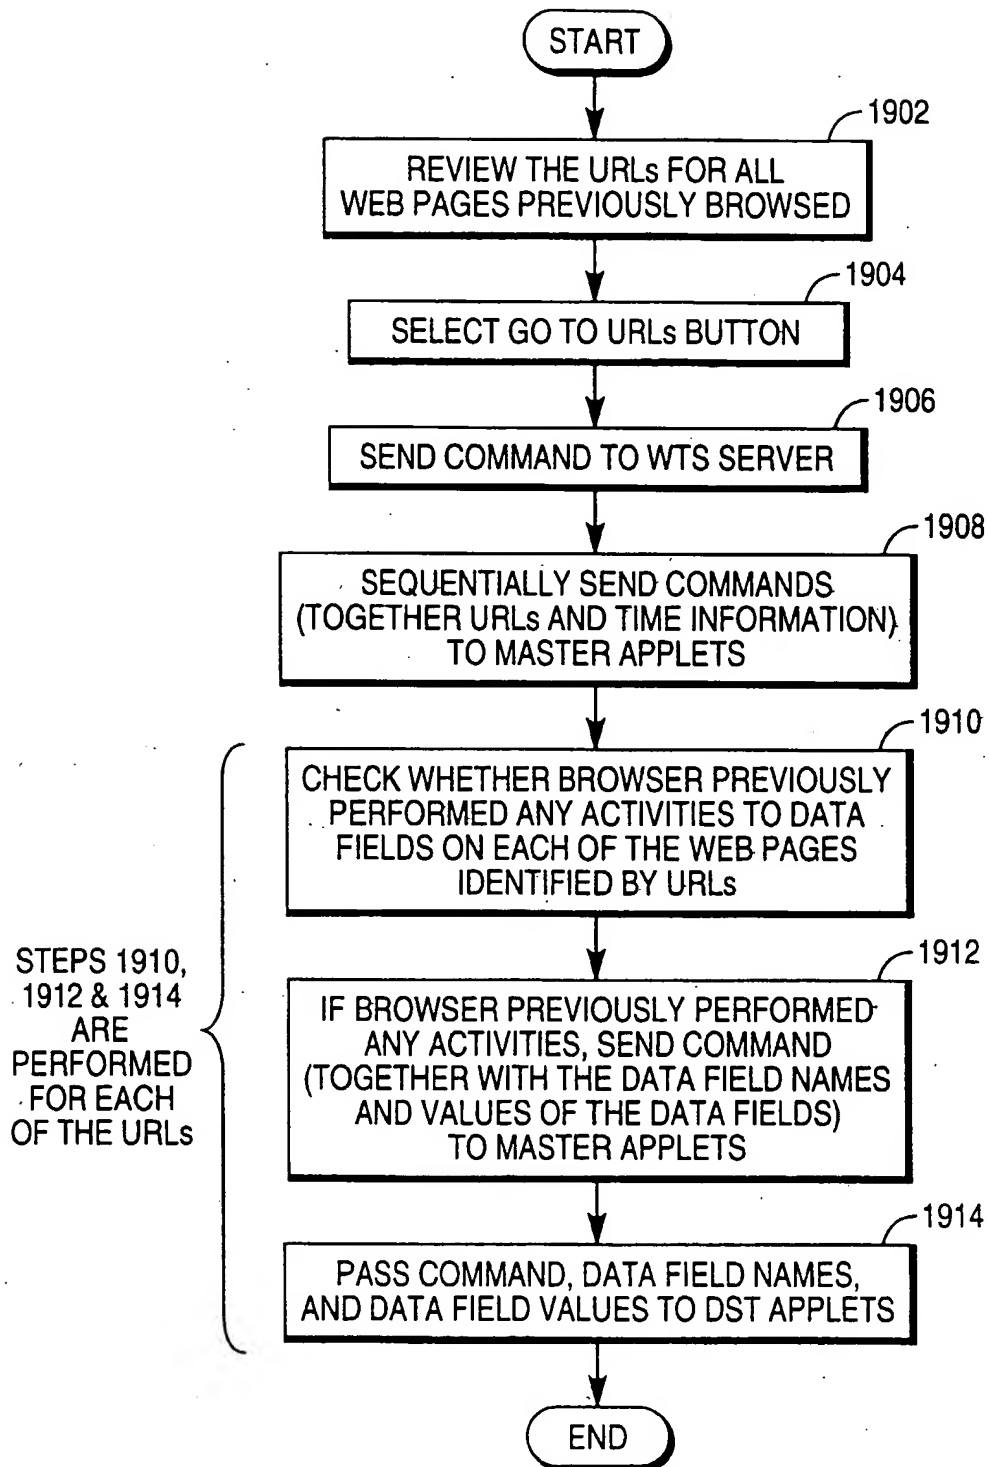 START
1902
REVIEW THE URLs FOR ALL
WEB PAGES PREVIOUSLY BROWSED
1904
SELECT GO TO URLs BUTTON
1906
SEND COMMAND TO WTS SERVER
1908
SEQUENTIALLY SEND COMMANDS
(TOGETHER URLs AND TIME INFORMATION)
TO MASTER APPLETS
1910
CHECK WHETHER BROWSER PREVIOUSLY
PERFORMED ANY ACTIVITIES TO DATA
FIELDS ON EACH OF THE WEB PAGES
IDENTIFIED BY URLs
STEPS 1910,
1912 & 1914
ARE
PERFORMED
FOR EACH
OF THE URLs
1912
IF BROWSER PREVIOUSLY PERFORMED
ANY ACTIVITIES, SEND COMMAND
(TOGETHER WITH THE DATA FIELD NAMES
AND VALUES OF THE DATA FIELDS)
TO MASTER APPLETS
1914
PASS COMMAND, DATA FIELD NAMES,
AND DATA FIELD VALUES TO DST APPLETS
END